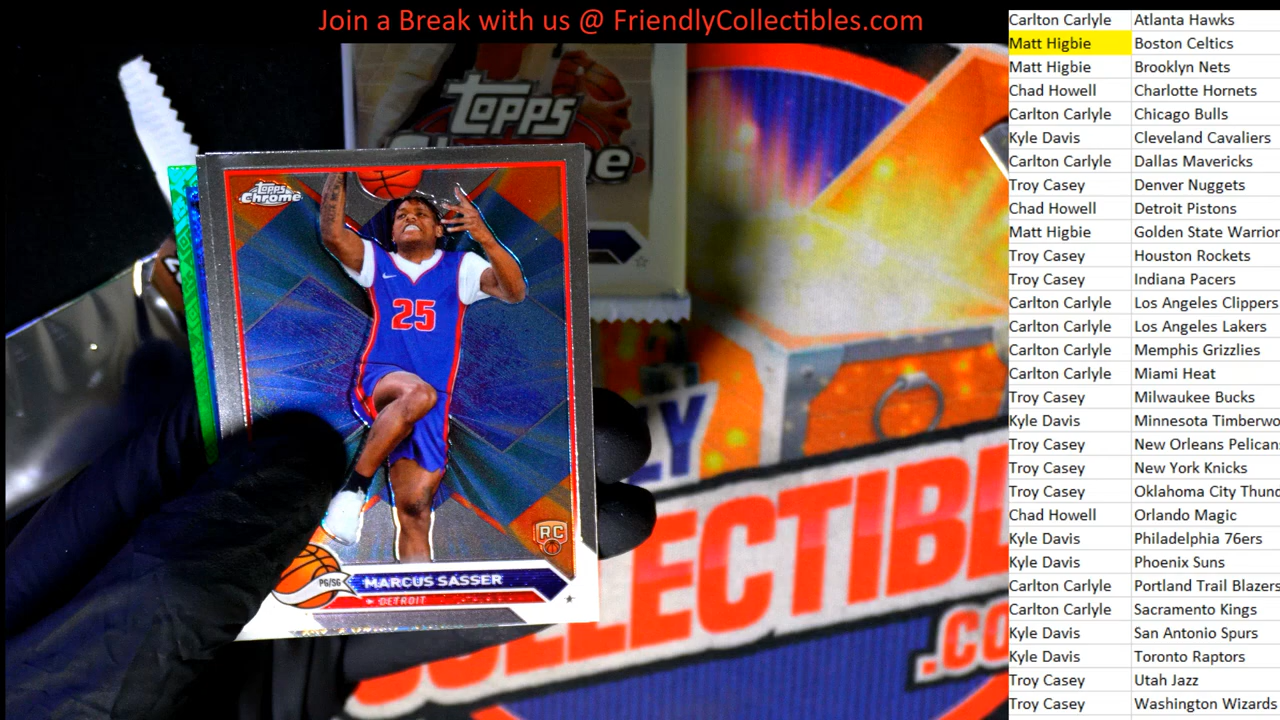 Join a Break with us @ FriendlyCollectibles.com
Carlton Carlyle Atlanta Hawks
Matt Higbie Boston Celtics
Matt Higbie Brooklyn Nets
Chad Howell Charlotte Hornets
Carlton Carlyle Chicago Bulls
Kyle Davis Cleveland Cavaliers
Carlton Carlyle Dallas Mavericks
Troy Casey Denver Nuggets
Chad Howell Detroit Pistons
Matt Higbie Golden State Warrior
Troy Casey Houston Rockets
Troy Casey Indiana Pacers
Carlton Carlyle Los Angeles Clippers
Carlton Carlyle Los Angeles Lakers
Carlton Carlyle Memphis Grizzlies
Carlton Carlyle Miami Heat
Troy Casey Milwaukee Bucks
Kyle Davis Minnesota Timberwo
Troy Casey New Orleans Pelican
Troy Casey New York Knicks
Troy Casey Oklahoma City Thund
Chad Howell Orlando Magic
Kyle Davis Philadelphia 76ers
Kyle Davis Phoenix Suns
Carlton Carlyle Portland Trail Blazers
Carlton Carlyle Sacramento Kings
Kyle Davis San Antonio Spurs
Kyle Davis Toronto Raptors
Troy Casey Utah Jazz
Troy Casey Washington Wizards
Topps
Topps
Chrome
25
RC
PG/SG
MARCUS SASSER
DETROIT
LY
LLECTIBL
.CO